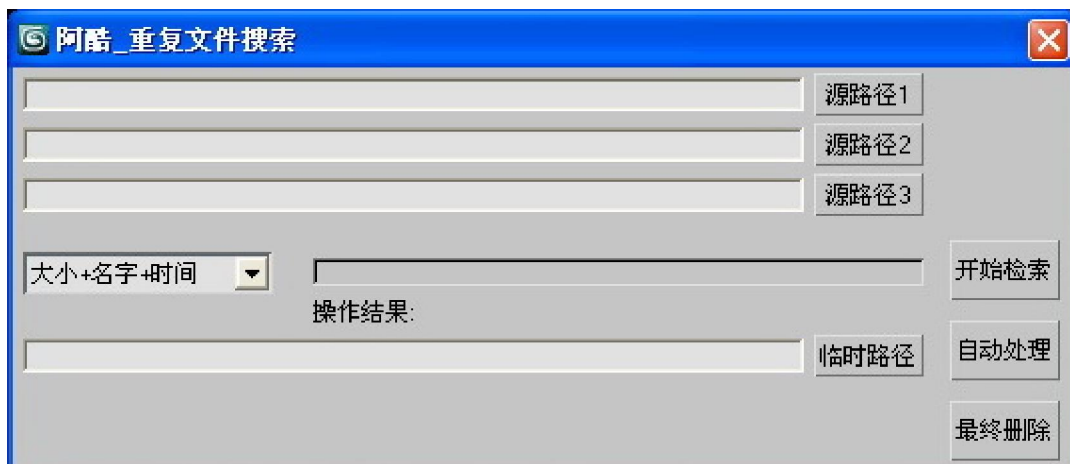 阿酷_重复文件搜索
源路径1
源路径2
源路径3
大小+名字+时间
开始检索
操作结果:
临时路径
自动处理
最终删除